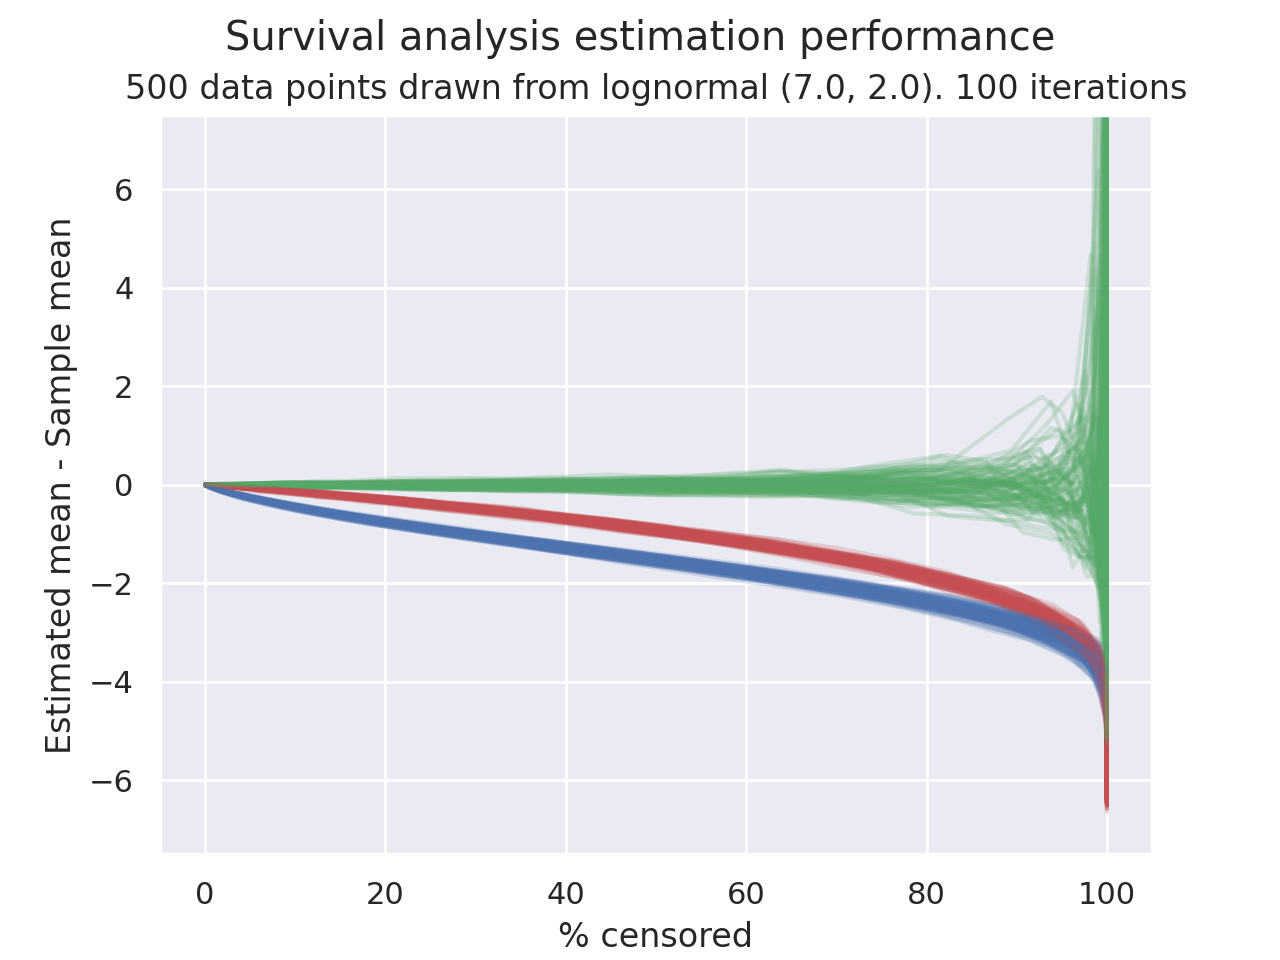 Survival analysis estimation performance
500 data points drawn from lognormal (7.0, 2.0). 100 iterations
Estimated mean - Sample mean
6
4
2
0
−2
−4
−6
0 20 40 60 80 100
% censored